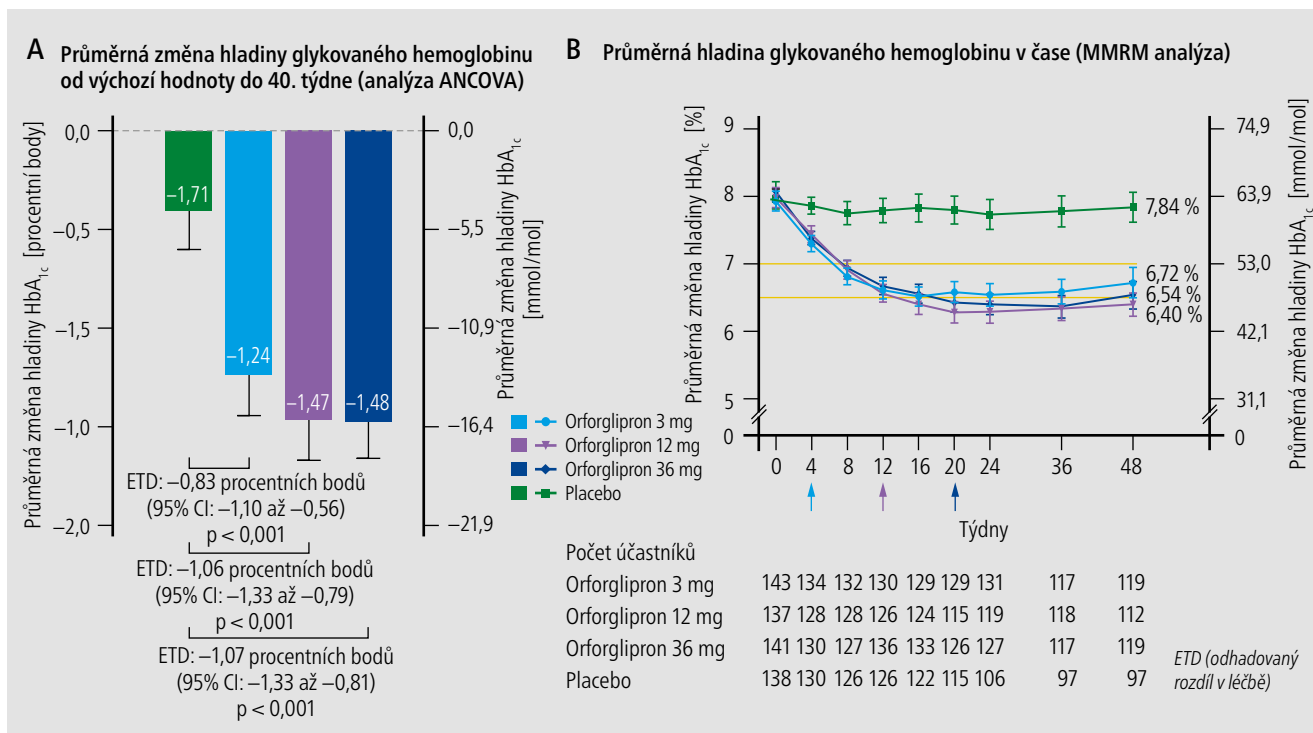 A Průměrná změna hladiny glykovaného hemoglobinu
od výchozí hodnoty do 40. týdne (analýza ANCOVA)
Průměrná změna hladiny HbA1c [procentní body]
0,0
–0,5
–1,5
–1,0
–2,0
–1,71
–1,24
–1,47
–1,48
0,0
–5,5
–10,9
–16,4
–21,9
Průměrná změna hladiny HbA1c
[mmol/mol]
ETD: –0,83 procentních bodů
(95% CI: –1,10 až –0,56)
p < 0,001
ETD: –1,06 procentních bodů
(95% CI: –1,33 až –0,79)
p < 0,001
ETD: –1,07 procentních bodů
(95% CI: –1,33 až –0,81)
p < 0,001
Orforglipron 3 mg
Orforglipron 12 mg
Orforglipron 36 mg
Placebo
B Průměrná hladina glykovaného hemoglobinu v čase (MMRM analýza)
Průměrná změna hladiny HbA1c [%]
9
8
7
6
5
0
7,84 %
6,72 %
6,54 %
6,40 %
74,9
63,9
53,0
42,1
31,1
0
Průměrná změna hladiny HbA1c [mmol/mol]
0 4 8 12 16 20 24 36 48
Týdny
Počet účastníků
Orforglipron 3 mg 143 134 132 130 129 129 131 117 119
Orforglipron 12 mg 137 128 128 126 124 115 119 118 112
Orforglipron 36 mg 141 130 127 136 133 126 127 117 119
Placebo 138 130 126 126 122 115 106 97 97
ETD (odhadovaný
rozdíl v léčbě)